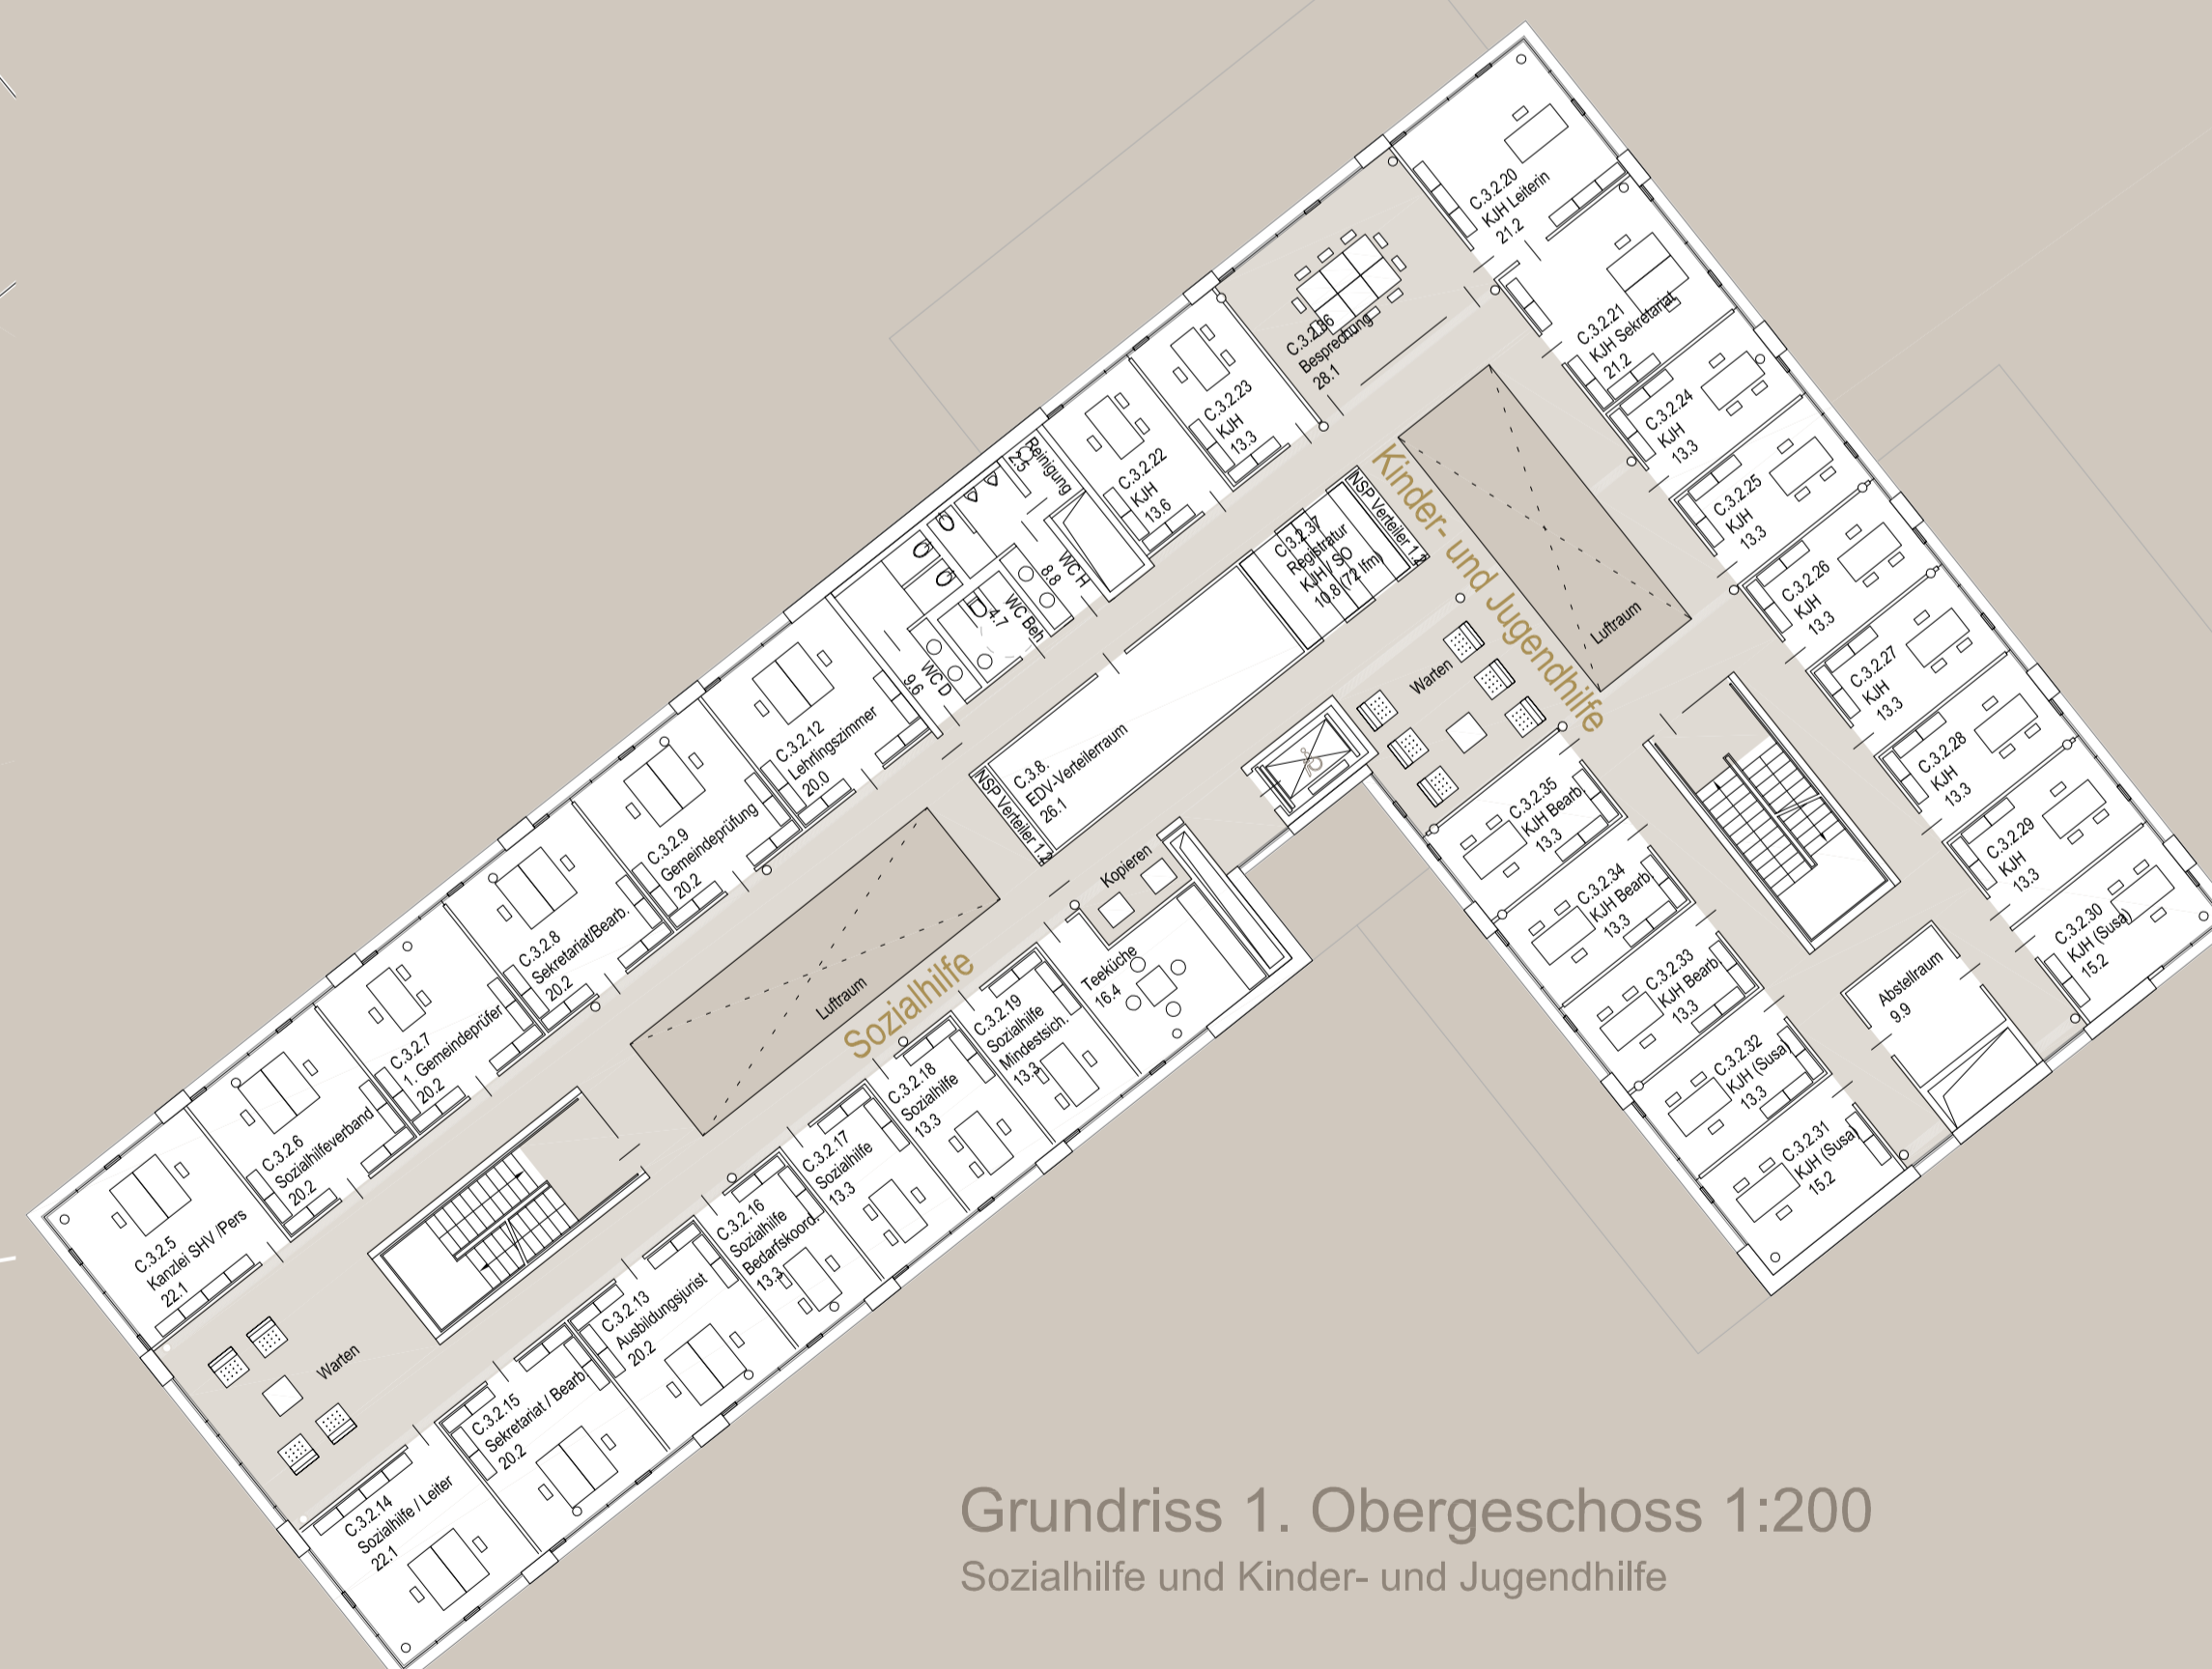 C.3.2.20
KJH Leiterin
21.2
C.3.2.21
KJH Sekretariat
21.2
C.3.2.36
Besprechung
28.1
C.3.2.23
KJH
13.3
C.3.2.22
KJH
13.6
Reinigung
2.5
WC H
8.8
WC Beh
4.7
WC D
9.6
C.3.2.24
KJH
13.3
C.3.2.25
KJH
13.3
C.3.2.26
KJH
13.3
C.3.2.27
KJH
13.3
C.3.2.28
KJH
13.3
C.3.2.29
KJH
13.3
C.3.2.30
KJH (Susa)
15.2
NSP Verteiler 1.2
C.3.2.37
Registratur
KJH / SO
10.8 (72 lfm)
Kinder- und Jugendhilfe
Luftraum
Warten
C.3.8.
EDV-Verteilerraum
26.1
NSP Verteiler 1.2
C.3.2.12
Lehrlingszimmer
20.0
C.3.2.9
Gemeindeprüfung
20.2
C.3.2.8
Sekretariat/Bearb.
20.2
C.3.2.7
1. Gemeindeprüfer
20.2
C.3.2.6
Sozialhilfeverband
20.2
C.3.2.5
Kanzlei SHV /Pers
22.1
Warten
Luftraum
Sozialhilfe
Kopieren
Teeküche
16.4
C.3.2.19
Sozialhilfe
Mindestsich.
13.3
C.3.2.18
Sozialhilfe
13.3
C.3.2.17
Sozialhilfe
13.3
C.3.2.16
Sozialhilfe
Bedarfskoord.
13.3
C.3.2.13
Ausbildungsjurist
20.2
C.3.2.15
Sekretariat / Bearb.
20.2
C.3.2.14
Sozialhilfe / Leiter
22.1
C.3.2.35
KJH Bearb.
13.3
C.3.2.34
KJH Bearb.
13.3
C.3.2.33
KJH Bearb.
13.3
C.3.2.32
KJH (Susa)
13.3
C.3.2.31
KJH (Susa)
15.2
Abstellraum
9.9
Grundriss 1. Obergeschoss 1:200
Sozialhilfe und Kinder- und Jugendhilfe